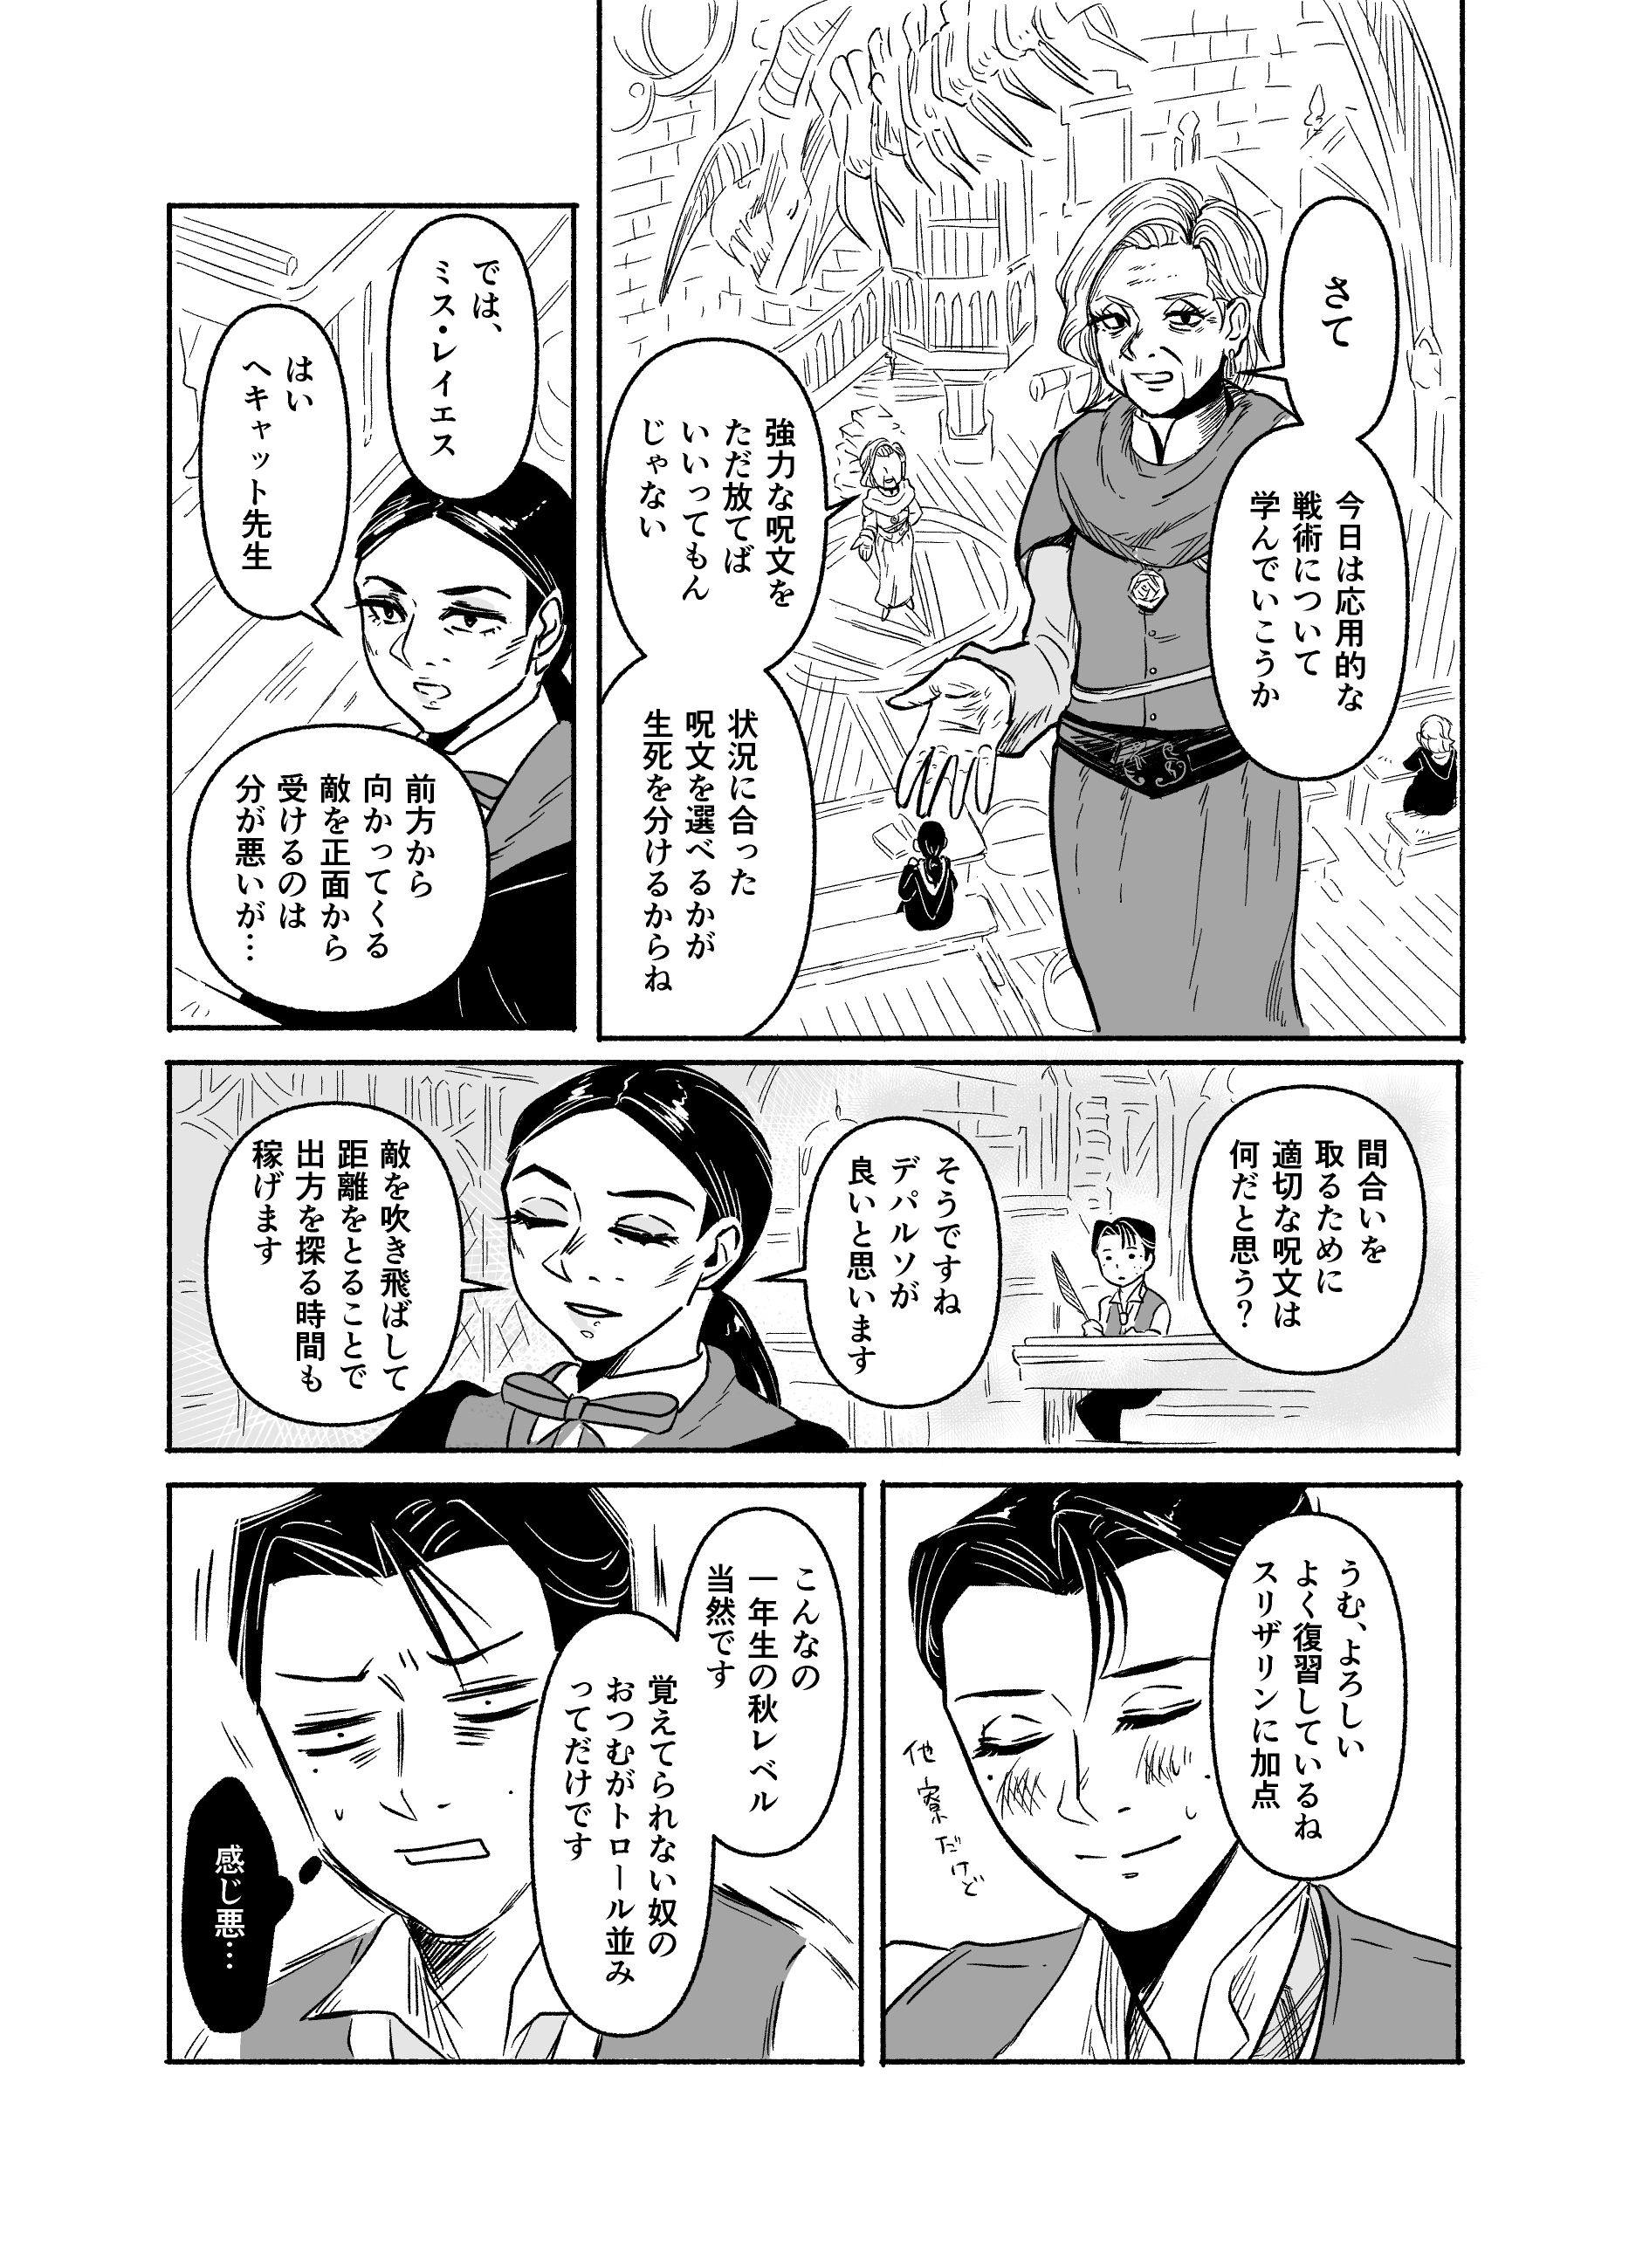 さて
今日は応用的な
戦術について
学んでいこうか
強力な呪文を
ただ放てば
いいってもん
じゃない
状況に合った
呪文を選べるかが
生死を分けるからね
では、
ミス・レイエス
はい
ヘキャット先生
前方から
向かってくる
敵を正面から
受けるのは
分が悪いが…
間合いを
取るために
適切な呪文は
何だと思う?
そうですね
デパルソが
良いと思います
敵を吹き飛ばして
距離をとることで
出方を探る時間も
稼げます
うむ、よろしい
よく復習しているね
スリザリンに加点
他寮だけど
こんなの
一年生の秋レベル
当然です
覚えてられない奴の
おつむがトロール並み
ってだけです
感じ悪…